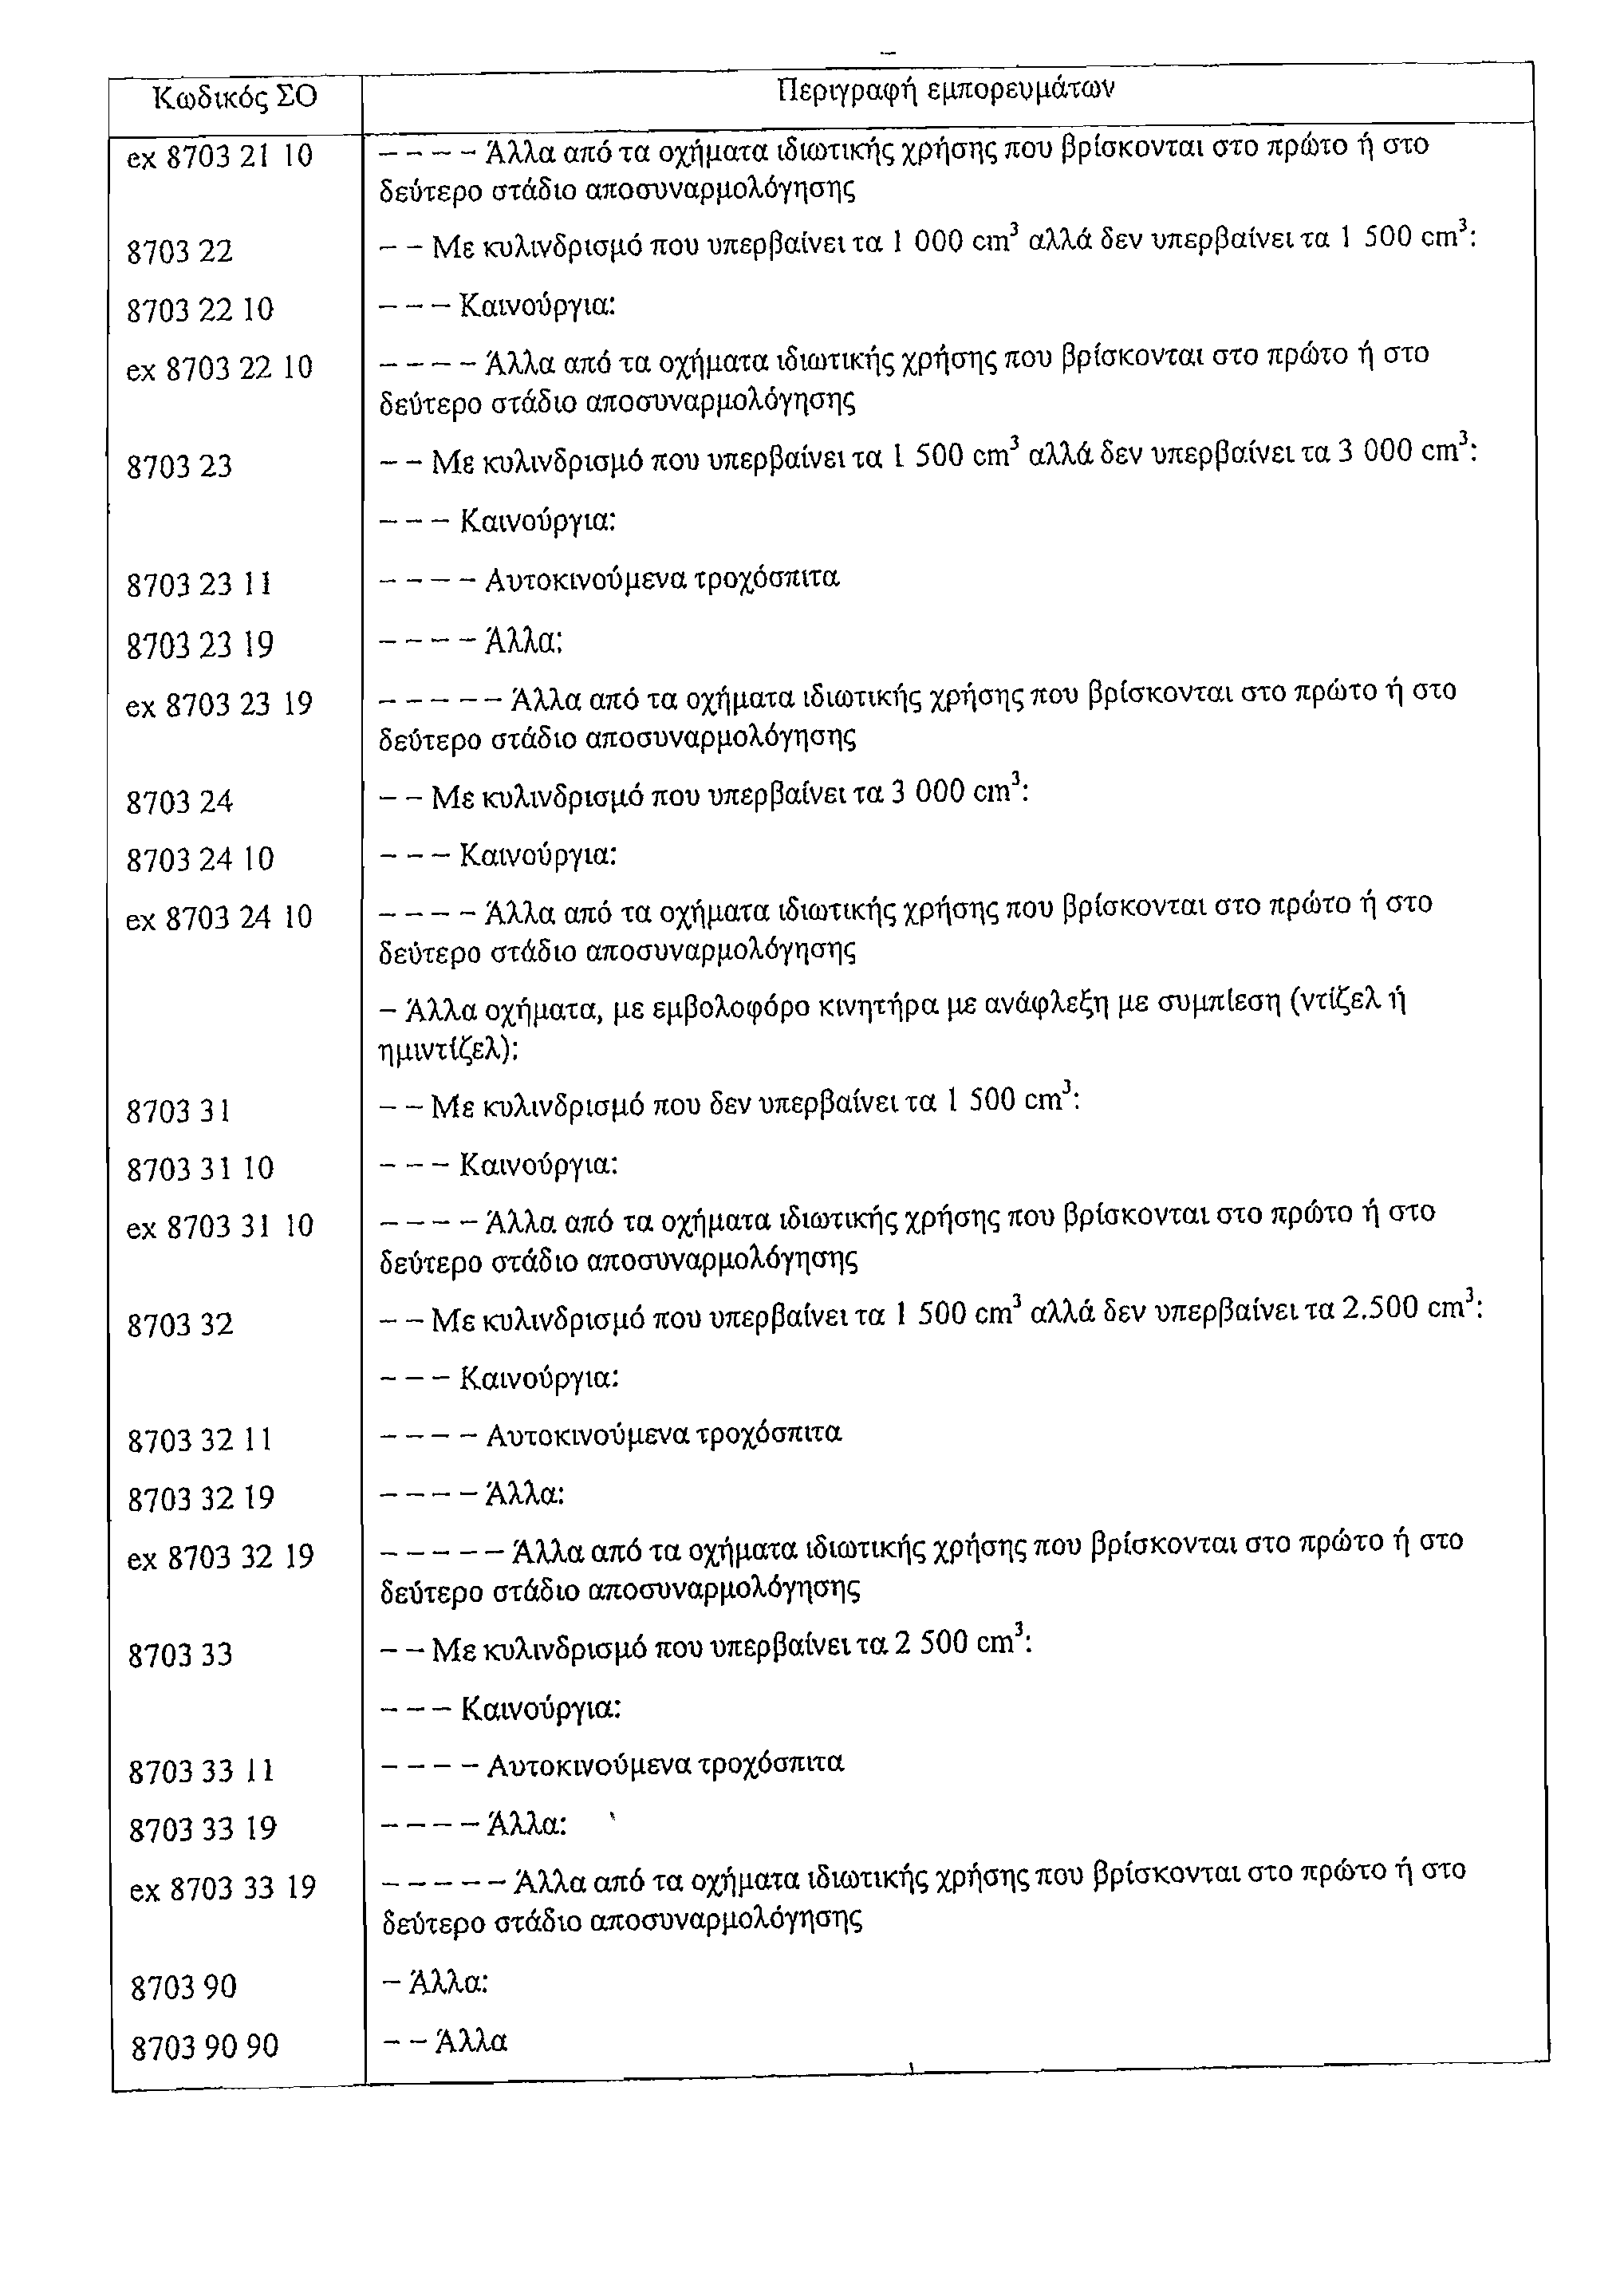 Κωδικός ΣΟ Περιγραφή εμπορευμάτων
ex 8703 21 10 – – – – Άλλα από τα οχήματα ιδιωτικής χρήσης που βρίσκονται στο πρώτο ή στο
δεύτερο στάδιο αποσυναρμολόγησης
8703 22 – – Με κυλινδρισμό που υπερβαίνει τα 1 000 cm³ αλλά δεν υπερβαίνει τα 1 500 cm³:
8703 22 10 – – – Καινούργια:
ex 8703 22 10 – – – – Άλλα από τα οχήματα ιδιωτικής χρήσης που βρίσκονται στο πρώτο ή στο
δεύτερο στάδιο αποσυναρμολόγησης
8703 23 – – Με κυλινδρισμό που υπερβαίνει τα 1 500 cm³ αλλά δεν υπερβαίνει τα 3 000 cm³:
– – – Καινούργια:
8703 23 11 – – – – Αυτοκινούμενα τροχόσπιτα
8703 23 19 – – – – Άλλα:
ex 8703 23 19 – – – – – Άλλα από τα οχήματα ιδιωτικής χρήσης που βρίσκονται στο πρώτο ή στο
δεύτερο στάδιο αποσυναρμολόγησης
8703 24 – – Με κυλινδρισμό που υπερβαίνει τα 3 000 cm³:
8703 24 10 – – – Καινούργια:
ex 8703 24 10 – – – – Άλλα από τα οχήματα ιδιωτικής χρήσης που βρίσκονται στο πρώτο ή στο
δεύτερο στάδιο αποσυναρμολόγησης
– Άλλα οχήματα, με εμβολοφόρο κινητήρα με ανάφλεξη με συμπίεση (ντίζελ ή
ημιντίζελ):
8703 31 – – Με κυλινδρισμό που δεν υπερβαίνει τα 1 500 cm³:
8703 31 10 – – – Καινούργια:
ex 8703 31 10 – – – – Άλλα από τα οχήματα ιδιωτικής χρήσης που βρίσκονται στο πρώτο ή στο
δεύτερο στάδιο αποσυναρμολόγησης
8703 32 – – Με κυλινδρισμό που υπερβαίνει τα 1 500 cm³ αλλά δεν υπερβαίνει τα 2.500 cm³:
– – – Καινούργια:
8703 32 11 – – – – Αυτοκινούμενα τροχόσπιτα
8703 32 19 – – – – Άλλα:
ex 8703 32 19 – – – – – Άλλα από τα οχήματα ιδιωτικής χρήσης που βρίσκονται στο πρώτο ή στο
δεύτερο στάδιο αποσυναρμολόγησης
8703 33 – – Με κυλινδρισμό που υπερβαίνει τα 2 500 cm³:
– – – Καινούργια:
8703 33 11 – – – – Αυτοκινούμενα τροχόσπιτα
8703 33 19 – – – – Άλλα:
ex 8703 33 19 – – – – – Άλλα από τα οχήματα ιδιωτικής χρήσης που βρίσκονται στο πρώτο ή στο
δεύτερο στάδιο αποσυναρμολόγησης
8703 90 – Άλλα:
8703 90 90 – – Άλλα